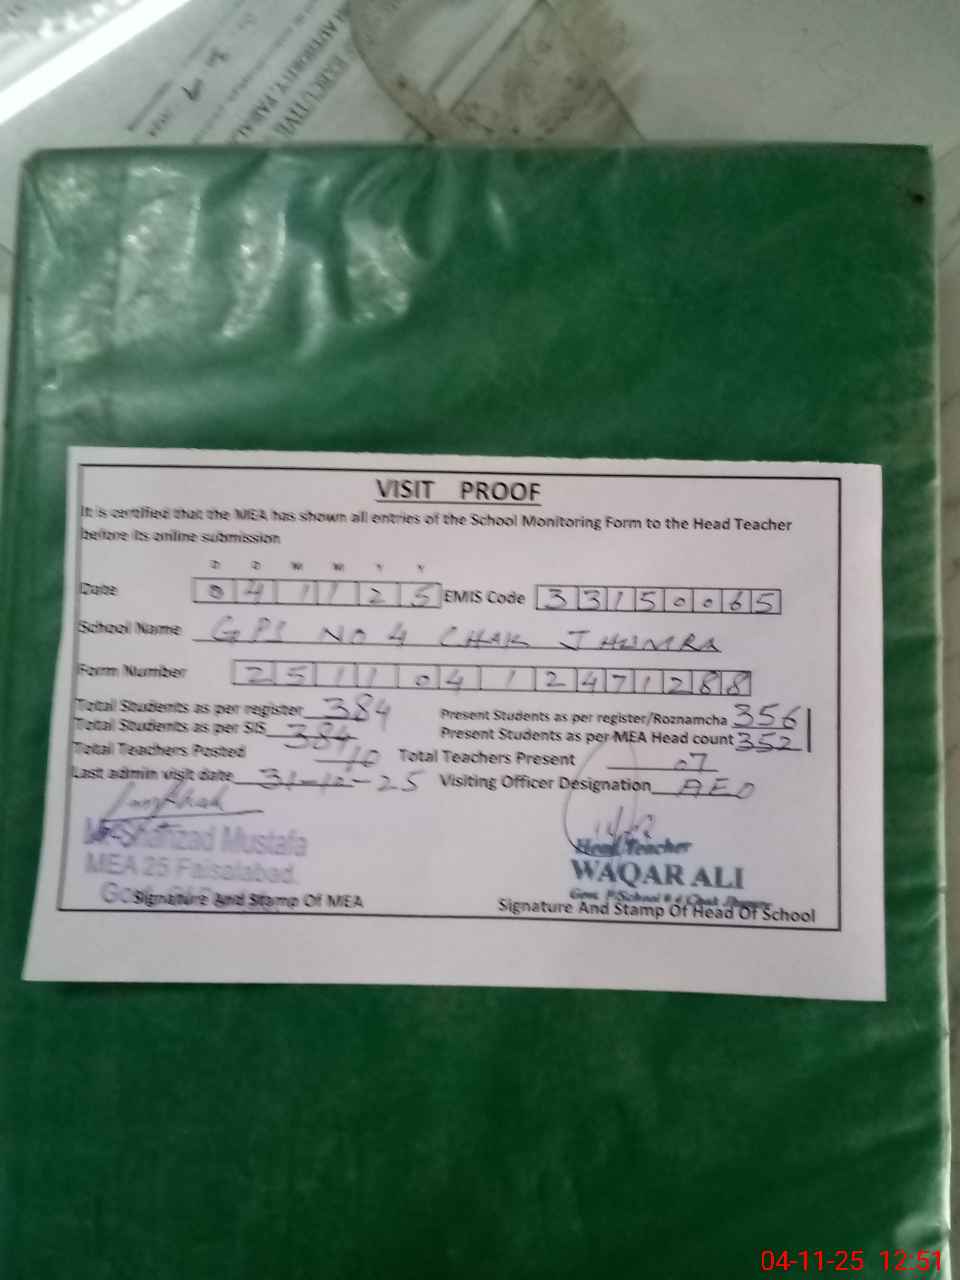 EXECUTIVE
AUTHORITY, FAISAL
VISIT PROOF
It is certified that the MEA has shown all entries of the School Monitoring Form to the Head Teacher
before its online submission
D D M M Y Y
Date 0 4 1 1 2 5 EMIS Code 3 3 1 5 0 0 6 5
School Name GPS NO 4 CHAK JHUMRA
Form Number 2 5 1 1 0 4 1 2 4 7 1 2 8 8
Total Students as per register 384 Present Students as per register/Roznamcha 356
Total Students as per SIS 384 Present Students as per MEA Head count 352
Total Teachers Posted 10 Total Teachers Present 07
Last admin visit date 31-10-25 Visiting Officer Designation AEO
Shahzad Mustafa
MEA 25 Faisalabad.
Signature And Stamp Of MEA
Head Teacher
WAQAR ALI
Signature And Stamp Of Head Of School
04-11-25 12:51